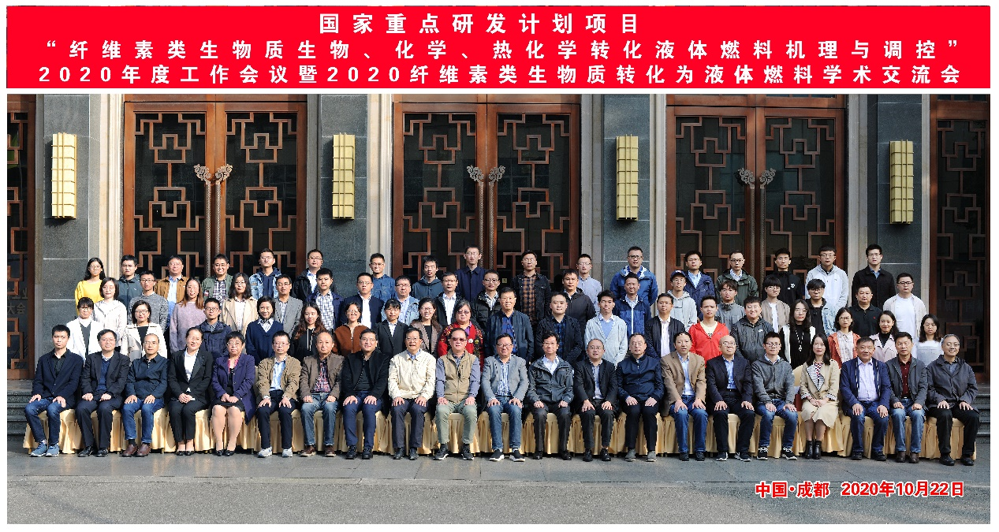 国家重点研发计划项目
“纤维素类生物质生物、化学、热化学转化液体燃料机理与调控”
2020年度工作会议暨2020纤维素类生物质转化为液体燃料学术交流会
中国·成都 2020年10月22日